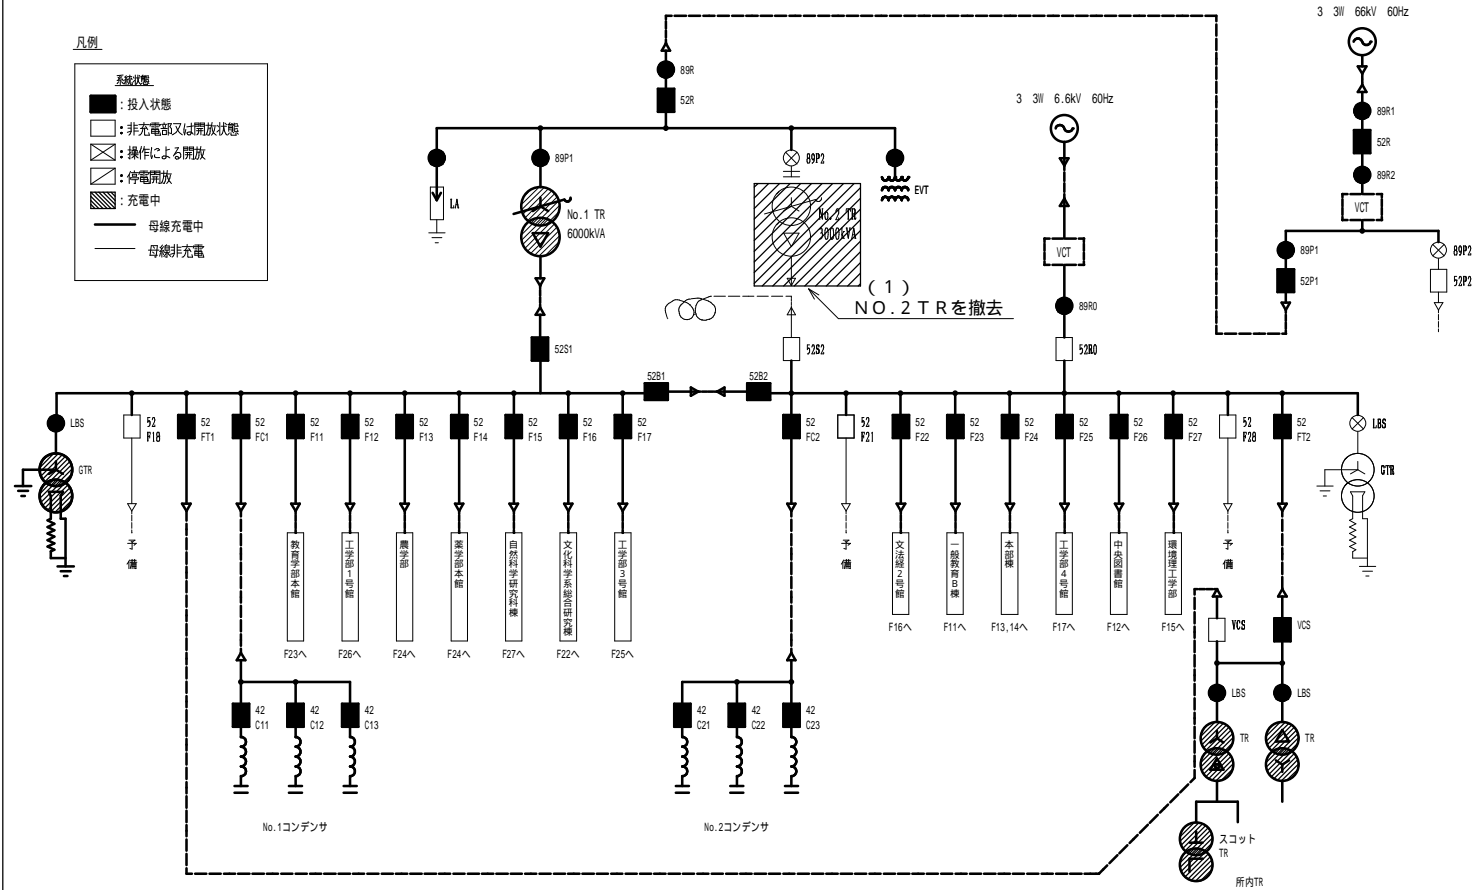 3 3W 66kV 60Hz
凡例
系統状態
:投入状態
:非充電部又は開放状態
:操作による開放
:停電開放
:充電中
母線充電中
母線非充電
89R
52R
3 3W 6.6kV 60Hz
89R1
52R
89R2
VCT
89P1
89P2
LA
EVT
No.1 TR
6000kVA
No.2 TR
3000kVA
VCT
89P1
89P2
52P1
52P2
(1)
NO.2TRを撤去
89R0
52S1
52S2
52R0
52B1
52B2
LBS
52
F18
52
FT1
52
FC1
52
F11
52
F12
52
F13
52
F14
52
F15
52
F16
52
F17
52
FC2
52
F21
52
F22
52
F23
52
F24
52
F25
52
F26
52
F27
52
F28
52
FT2
LBS
GTR
GTR
予備
教育学部本館
工学部1号館
農学部
薬学部本館
自然科学研究科棟
文化科学系総合研究棟
工学部3号館
予備
文法経2号館
一般教育B棟
本部棟
工学部4号館
中央図書館
環境理工学部
予備
F23へ
F26へ
F24へ
F24へ
F27へ
F22へ
F25へ
F16へ
F11へ
F13,14へ
F17へ
F12へ
F15へ
VCS
VCS
LBS
LBS
42
C11
42
C12
42
C13
42
C21
42
C22
42
C23
TR
TR
No.1コンデンサ
No.2コンデンサ
スコット
TR
所内TR